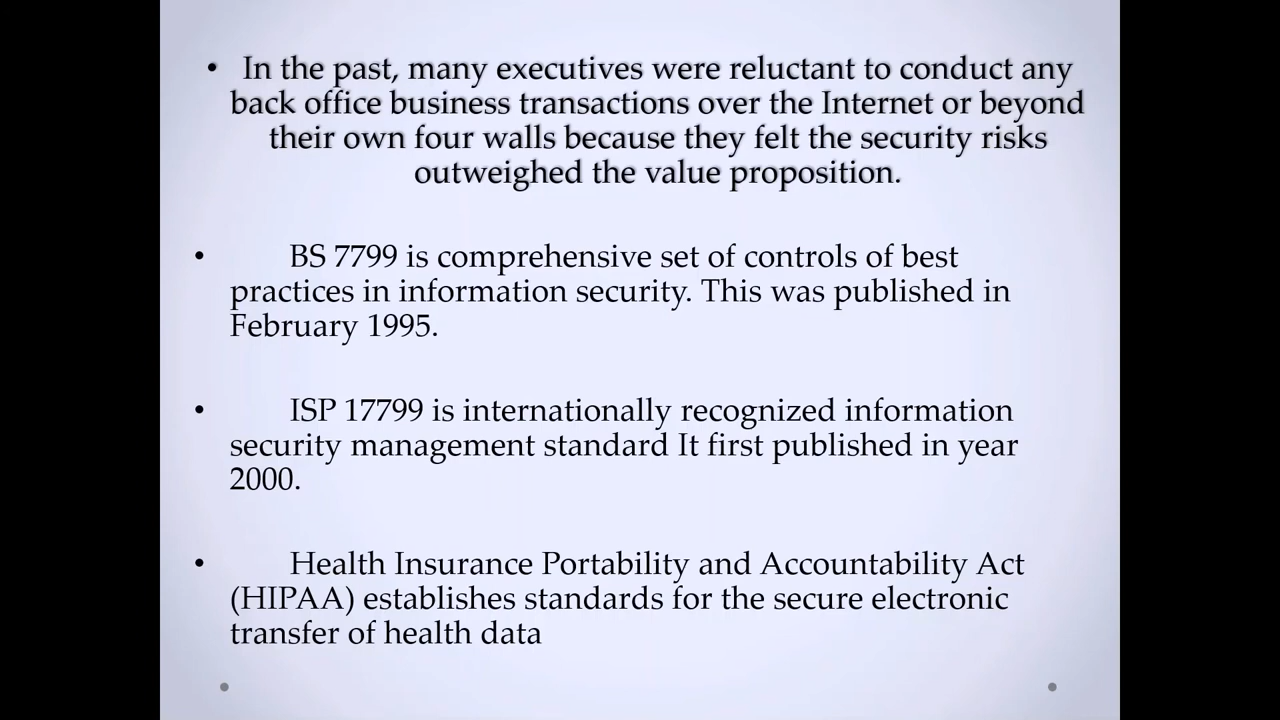 • In the past, many executives were reluctant to conduct any
back office business transactions over the Internet or beyond
their own four walls because they felt the security risks
outweighed the value proposition.
• BS 7799 is comprehensive set of controls of best
practices in information security. This was published in
February 1995.
• ISP 17799 is internationally recognized information
security management standard It first published in year
2000.
• Health Insurance Portability and Accountability Act
(HIPAA) establishes standards for the secure electronic
transfer of health data